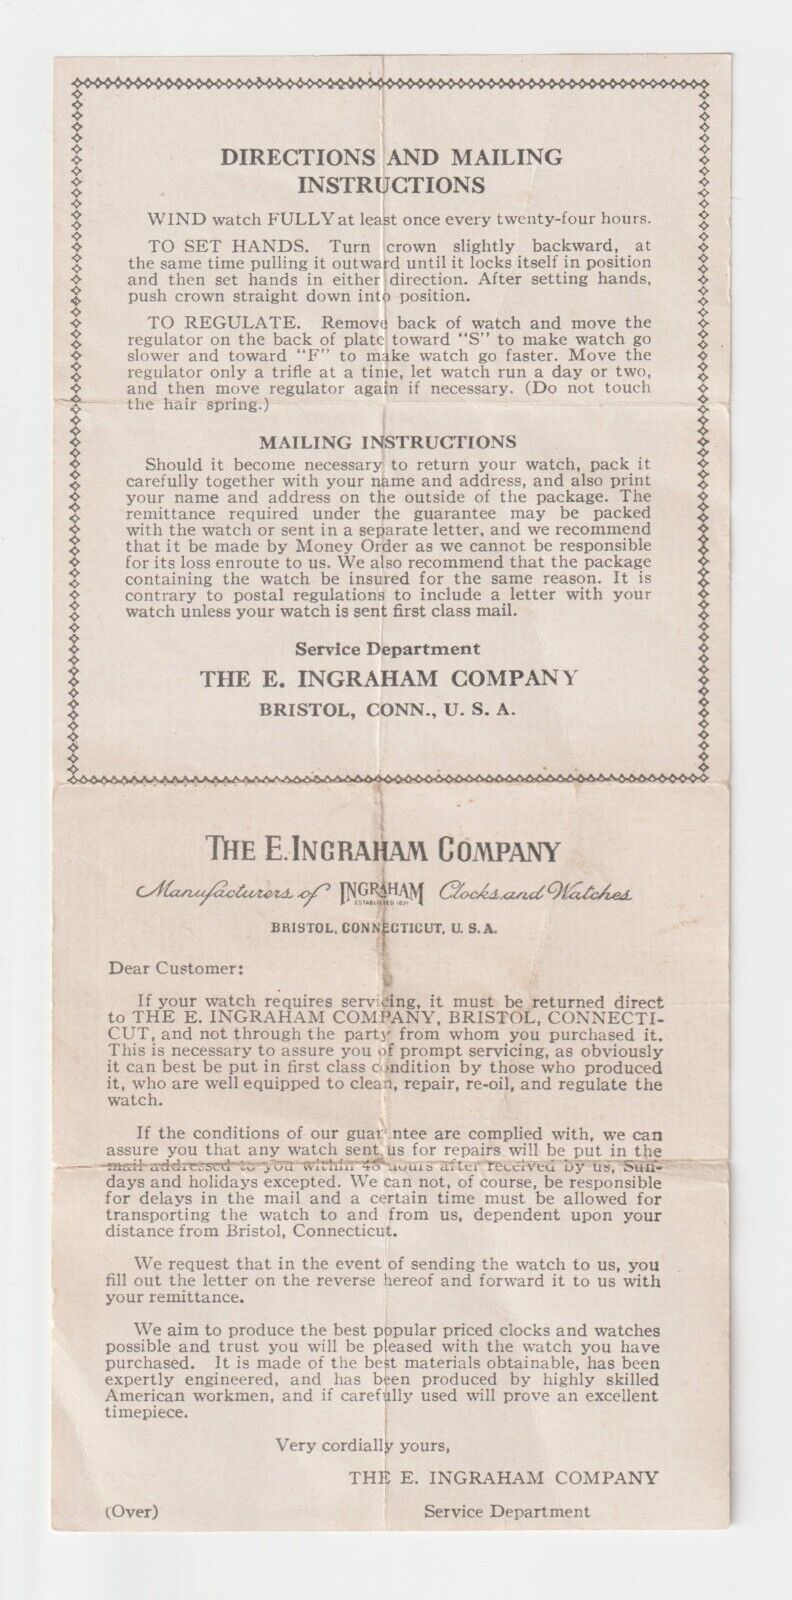 DIRECTIONS AND MAILING
INSTRUCTIONS
WIND watch FULLY at least once every twenty-four hours.
TO SET HANDS. Turn crown slightly backward, at
the same time pulling it outward until it locks itself in position
and then set hands in either direction. After setting hands,
push crown straight down into position.
TO REGULATE. Remove back of watch and move the
regulator on the back of plate toward "S" to make watch go
slower and toward "F" to make watch go faster. Move the
regulator only a trifle at a time, let watch run a day or two,
and then move regulator again if necessary. (Do not touch
the hair spring.)
MAILING INSTRUCTIONS
Should it become necessary to return your watch, pack it
carefully together with your name and address, and also print
your name and address on the outside of the package. The
remittance required under the guarantee may be packed
with the watch or sent in a separate letter, and we recommend
that it be made by Money Order as we cannot be responsible
for its loss enroute to us. We also recommend that the package
containing the watch be insured for the same reason. It is
contrary to postal regulations to include a letter with your
watch unless your watch is sent first class mail.
Service Department
THE E. INGRAHAM COMPANY
BRISTOL, CONN., U. S. A.
THE E. INGRAHAM COMPANY
Manufacturers of INGRAHAM Clocks and Watches
ESTABLISHED 1831
BRISTOL, CONNECTICUT, U. S. A.
Dear Customer:
If your watch requires servicing, it must be returned direct
to THE E. INGRAHAM COMPANY, BRISTOL, CONNECTI-
CUT, and not through the party from whom you purchased it.
This is necessary to assure you of prompt servicing, as obviously
it can best be put in first class condition by those who produced
it, who are well equipped to clean, repair, re-oil, and regulate the
watch.
If the conditions of our guarantee are complied with, we can
assure you that any watch sent us for repairs will be put in the
mail addressed to you within 48 hours after received by us, Sun-
days and holidays excepted. We can not, of course, be responsible
for delays in the mail and a certain time must be allowed for
transporting the watch to and from us, dependent upon your
distance from Bristol, Connecticut.
We request that in the event of sending the watch to us, you
fill out the letter on the reverse hereof and forward it to us with
your remittance.
We aim to produce the best popular priced clocks and watches
possible and trust you will be pleased with the watch you have
purchased. It is made of the best materials obtainable, has been
expertly engineered, and has been produced by highly skilled
American workmen, and if carefully used will prove an excellent
timepiece.
Very cordially yours,
THE E. INGRAHAM COMPANY
(Over) Service Department